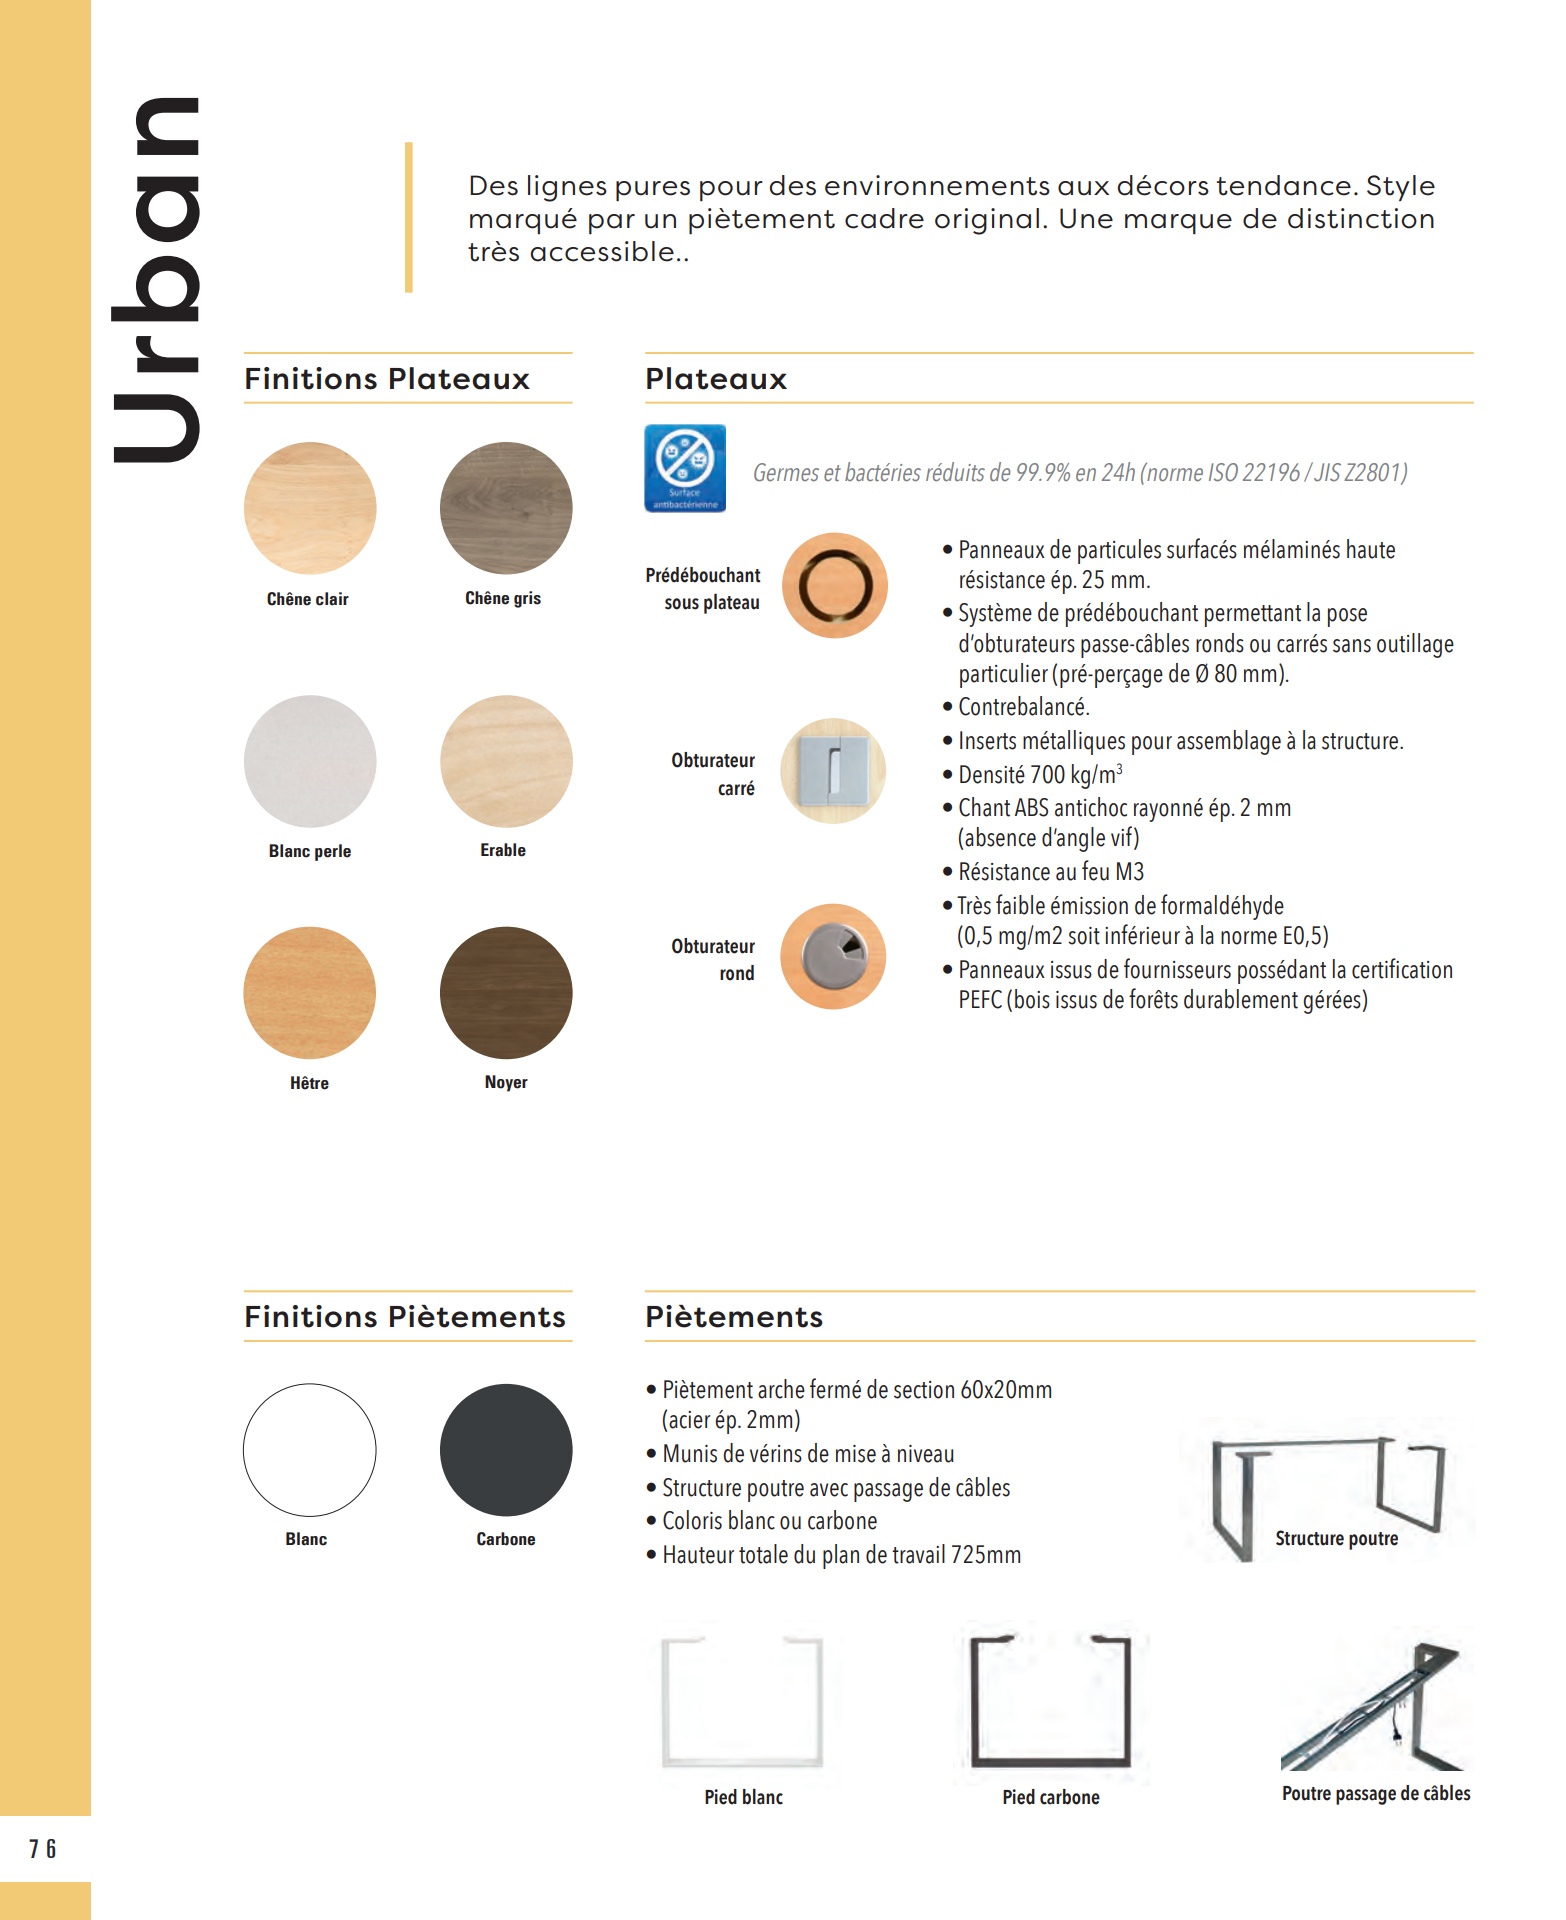 Urban
Des lignes pures pour des environnements aux décors tendance. Style
marqué par un piètement cadre original. Une marque de distinction
très accessible..
Finitions Plateaux
Chêne clair
Chêne gris
Blanc perle
Erable
Hêtre
Noyer
Plateaux
Surface
antibactérienne
Germes et bactéries réduits de 99.9% en 24h (norme ISO 22196 / JIS Z2801)
Prédébouchant
sous plateau
Obturateur
carré
Obturateur
rond
• Panneaux de particules surfacés mélaminés haute
résistance ép. 25 mm.
• Système de prédébouchant permettant la pose
d’obturateurs passe-câbles ronds ou carrés sans outillage
particulier (pré-perçage de Ø 80 mm).
• Contrebalancé.
• Inserts métalliques pour assemblage à la structure.
• Densité 700 kg/m³
• Chant ABS antichoc rayonné ép. 2 mm
(absence d’angle vif)
• Résistance au feu M3
• Très faible émission de formaldéhyde
(0,5 mg/m2 soit inférieur à la norme E0,5)
• Panneaux issus de fournisseurs possédant la certification
PEFC (bois issus de forêts durablement gérées)
Finitions Piètements
Blanc
Carbone
Piètements
• Piètement arche fermé de section 60x20mm
(acier ép. 2mm)
• Munis de vérins de mise à niveau
• Structure poutre avec passage de câbles
• Coloris blanc ou carbone
• Hauteur totale du plan de travail 725mm
Structure poutre
Pied blanc
Pied carbone
Poutre passage de câbles
76